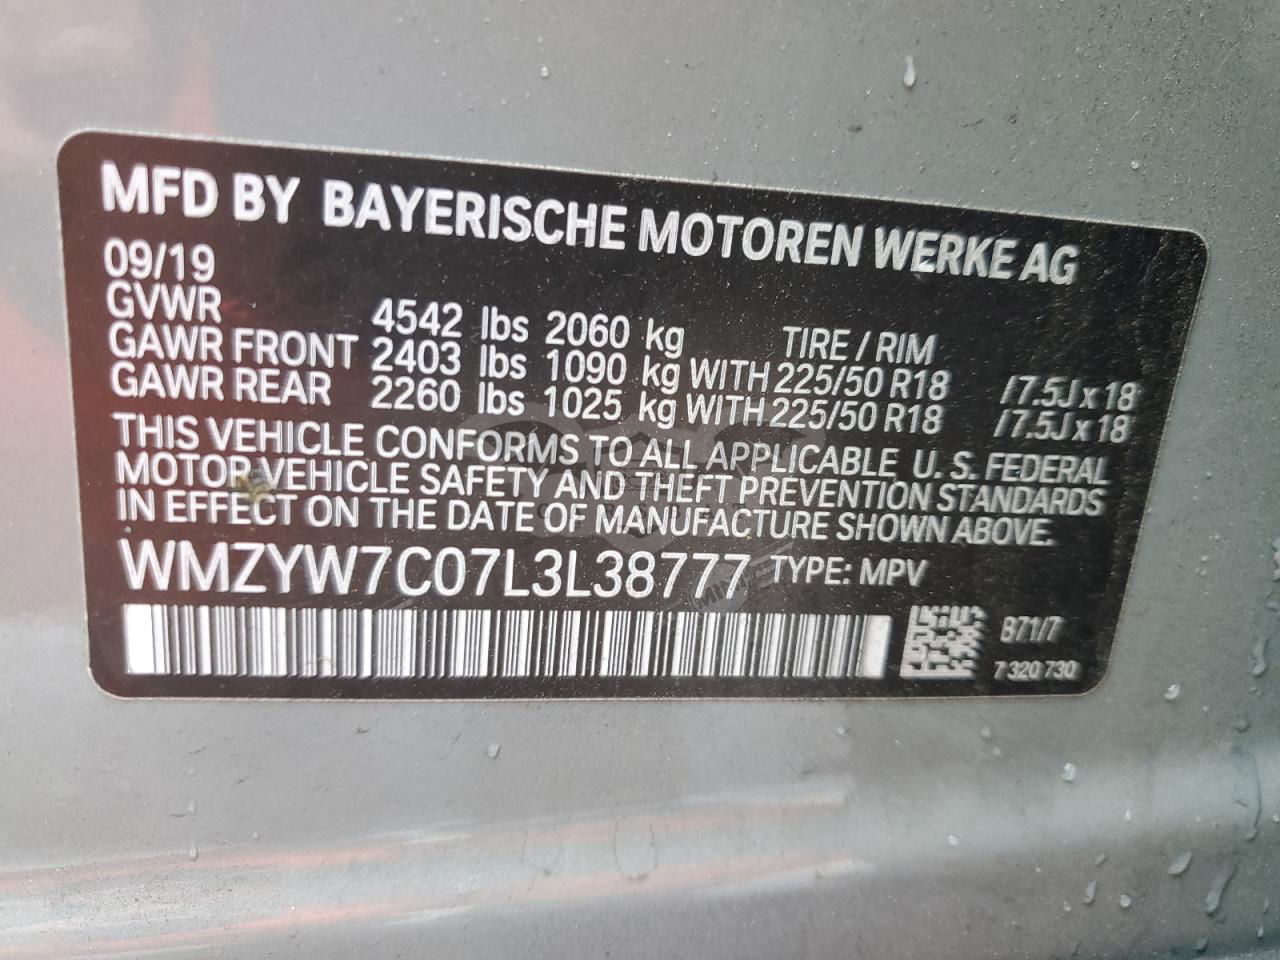 MFD BY BAYERISCHE MOTOREN WERKE AG
09/19
GVWR 4542 lbs 2060 kg TIRE / RIM
GAWR FRONT 2403 lbs 1090 kg WITH 225/50 R18 / 7.5J x 18
GAWR REAR 2260 lbs 1025 kg WITH 225/50 R18 / 7.5J x 18
THIS VEHICLE CONFORMS TO ALL APPLICABLE U. S. FEDERAL
MOTOR VEHICLE SAFETY AND THEFT PREVENTION STANDARDS
IN EFFECT ON THE DATE OF MANUFACTURE SHOWN ABOVE.
WMZYW7C07L3L38777 TYPE: MPV
B71/7
7 320 730